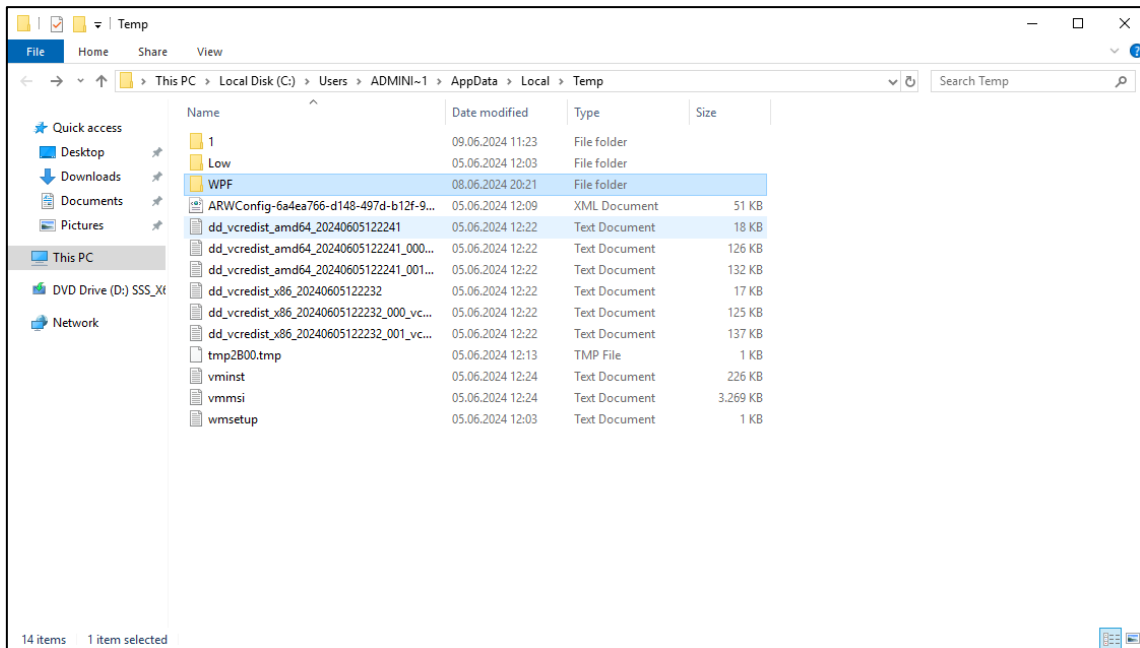 Temp
File Home Share View
This PC > Local Disk (C:) > Users > ADMINI~1 > AppData > Local > Temp
Search Temp
Name Date modified Type Size
Quick access
Desktop
Downloads
Documents
Pictures
This PC
DVD Drive (D:) SSS_X6
Network
1 09.06.2024 11:23 File folder
Low 05.06.2024 12:03 File folder
WPF 08.06.2024 20:21 File folder
ARWConfig-6a4ea766-d148-497d-b12f-9... 05.06.2024 12:09 XML Document 51 KB
dd_vcredist_amd64_20240605122241 05.06.2024 12:22 Text Document 18 KB
dd_vcredist_amd64_20240605122241_000... 05.06.2024 12:22 Text Document 126 KB
dd_vcredist_amd64_20240605122241_001... 05.06.2024 12:22 Text Document 132 KB
dd_vcredist_x86_20240605122232 05.06.2024 12:22 Text Document 17 KB
dd_vcredist_x86_20240605122232_000_vc... 05.06.2024 12:22 Text Document 125 KB
dd_vcredist_x86_20240605122232_001_vc... 05.06.2024 12:22 Text Document 137 KB
tmp2B00.tmp 05.06.2024 12:13 TMP File 1 KB
vminst 05.06.2024 12:24 Text Document 226 KB
vmmsi 05.06.2024 12:24 Text Document 3.269 KB
wmsetup 05.06.2024 12:03 Text Document 1 KB
14 items 1 item selected